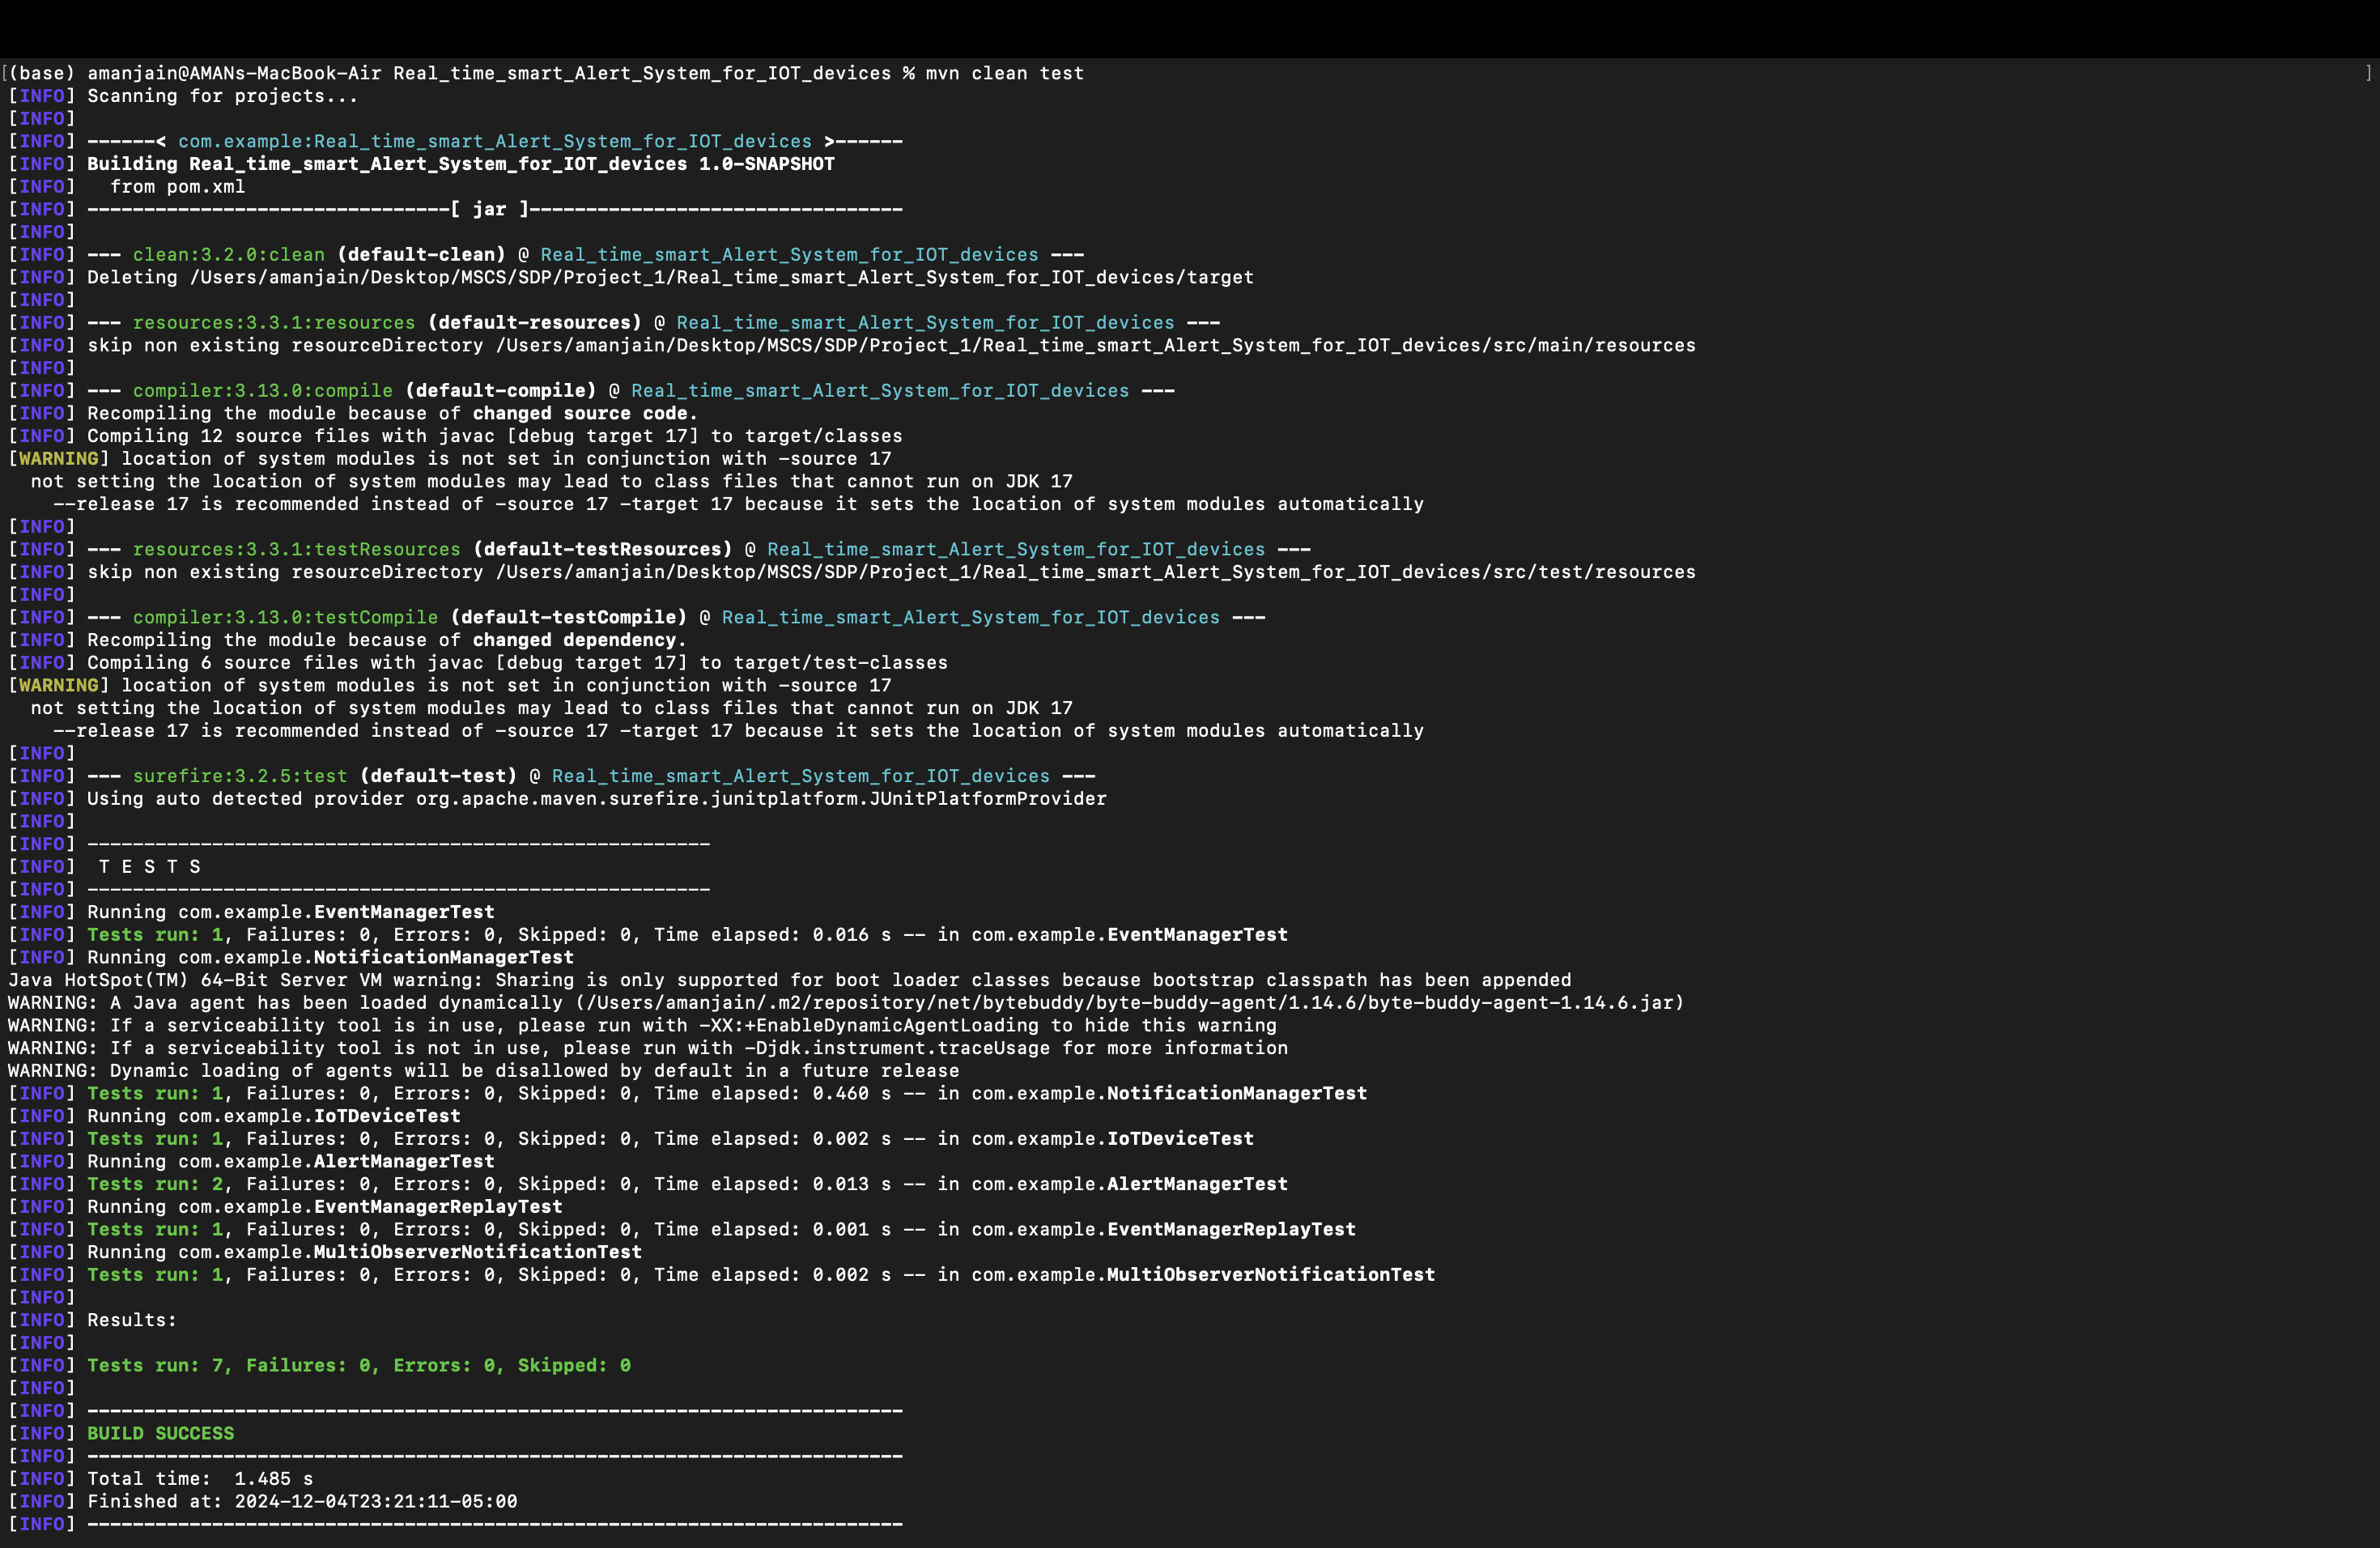 [(base) amanjain@AMANs-MacBook-Air Real_time_smart_Alert_System_for_IOT_devices % mvn clean test ]
[INFO] Scanning for projects...
[INFO]
[INFO] ------< com.example:Real_time_smart_Alert_System_for_IOT_devices >------
[INFO] Building Real_time_smart_Alert_System_for_IOT_devices 1.0-SNAPSHOT
[INFO]   from pom.xml
[INFO] --------------------------------[ jar ]---------------------------------
[INFO]
[INFO] --- clean:3.2.0:clean (default-clean) @ Real_time_smart_Alert_System_for_IOT_devices ---
[INFO] Deleting /Users/amanjain/Desktop/MSCS/SDP/Project_1/Real_time_smart_Alert_System_for_IOT_devices/target
[INFO]
[INFO] --- resources:3.3.1:resources (default-resources) @ Real_time_smart_Alert_System_for_IOT_devices ---
[INFO] skip non existing resourceDirectory /Users/amanjain/Desktop/MSCS/SDP/Project_1/Real_time_smart_Alert_System_for_IOT_devices/src/main/resources
[INFO]
[INFO] --- compiler:3.13.0:compile (default-compile) @ Real_time_smart_Alert_System_for_IOT_devices ---
[INFO] Recompiling the module because of changed source code.
[INFO] Compiling 12 source files with javac [debug target 17] to target/classes
[WARNING] location of system modules is not set in conjunction with -source 17
  not setting the location of system modules may lead to class files that cannot run on JDK 17
    --release 17 is recommended instead of -source 17 -target 17 because it sets the location of system modules automatically
[INFO]
[INFO] --- resources:3.3.1:testResources (default-testResources) @ Real_time_smart_Alert_System_for_IOT_devices ---
[INFO] skip non existing resourceDirectory /Users/amanjain/Desktop/MSCS/SDP/Project_1/Real_time_smart_Alert_System_for_IOT_devices/src/test/resources
[INFO]
[INFO] --- compiler:3.13.0:testCompile (default-testCompile) @ Real_time_smart_Alert_System_for_IOT_devices ---
[INFO] Recompiling the module because of changed dependency.
[INFO] Compiling 6 source files with javac [debug target 17] to target/test-classes
[WARNING] location of system modules is not set in conjunction with -source 17
  not setting the location of system modules may lead to class files that cannot run on JDK 17
    --release 17 is recommended instead of -source 17 -target 17 because it sets the location of system modules automatically
[INFO]
[INFO] --- surefire:3.2.5:test (default-test) @ Real_time_smart_Alert_System_for_IOT_devices ---
[INFO] Using auto detected provider org.apache.maven.surefire.junitplatform.JUnitPlatformProvider
[INFO]
[INFO] -------------------------------------------------------
[INFO]  T E S T S
[INFO] -------------------------------------------------------
[INFO] Running com.example.EventManagerTest
[INFO] Tests run: 1, Failures: 0, Errors: 0, Skipped: 0, Time elapsed: 0.016 s -- in com.example.EventManagerTest
[INFO] Running com.example.NotificationManagerTest
Java HotSpot(TM) 64-Bit Server VM warning: Sharing is only supported for boot loader classes because bootstrap classpath has been appended
WARNING: A Java agent has been loaded dynamically (/Users/amanjain/.m2/repository/net/bytebuddy/byte-buddy-agent/1.14.6/byte-buddy-agent-1.14.6.jar)
WARNING: If a serviceability tool is in use, please run with -XX:+EnableDynamicAgentLoading to hide this warning
WARNING: If a serviceability tool is not in use, please run with -Djdk.instrument.traceUsage for more information
WARNING: Dynamic loading of agents will be disallowed by default in a future release
[INFO] Tests run: 1, Failures: 0, Errors: 0, Skipped: 0, Time elapsed: 0.460 s -- in com.example.NotificationManagerTest
[INFO] Running com.example.IoTDeviceTest
[INFO] Tests run: 1, Failures: 0, Errors: 0, Skipped: 0, Time elapsed: 0.002 s -- in com.example.IoTDeviceTest
[INFO] Running com.example.AlertManagerTest
[INFO] Tests run: 2, Failures: 0, Errors: 0, Skipped: 0, Time elapsed: 0.013 s -- in com.example.AlertManagerTest
[INFO] Running com.example.EventManagerReplayTest
[INFO] Tests run: 1, Failures: 0, Errors: 0, Skipped: 0, Time elapsed: 0.001 s -- in com.example.EventManagerReplayTest
[INFO] Running com.example.MultiObserverNotificationTest
[INFO] Tests run: 1, Failures: 0, Errors: 0, Skipped: 0, Time elapsed: 0.002 s -- in com.example.MultiObserverNotificationTest
[INFO]
[INFO] Results:
[INFO]
[INFO] Tests run: 7, Failures: 0, Errors: 0, Skipped: 0
[INFO]
[INFO] ------------------------------------------------------------------------
[INFO] BUILD SUCCESS
[INFO] ------------------------------------------------------------------------
[INFO] Total time:  1.485 s
[INFO] Finished at: 2024-12-04T23:21:11-05:00
[INFO] ------------------------------------------------------------------------